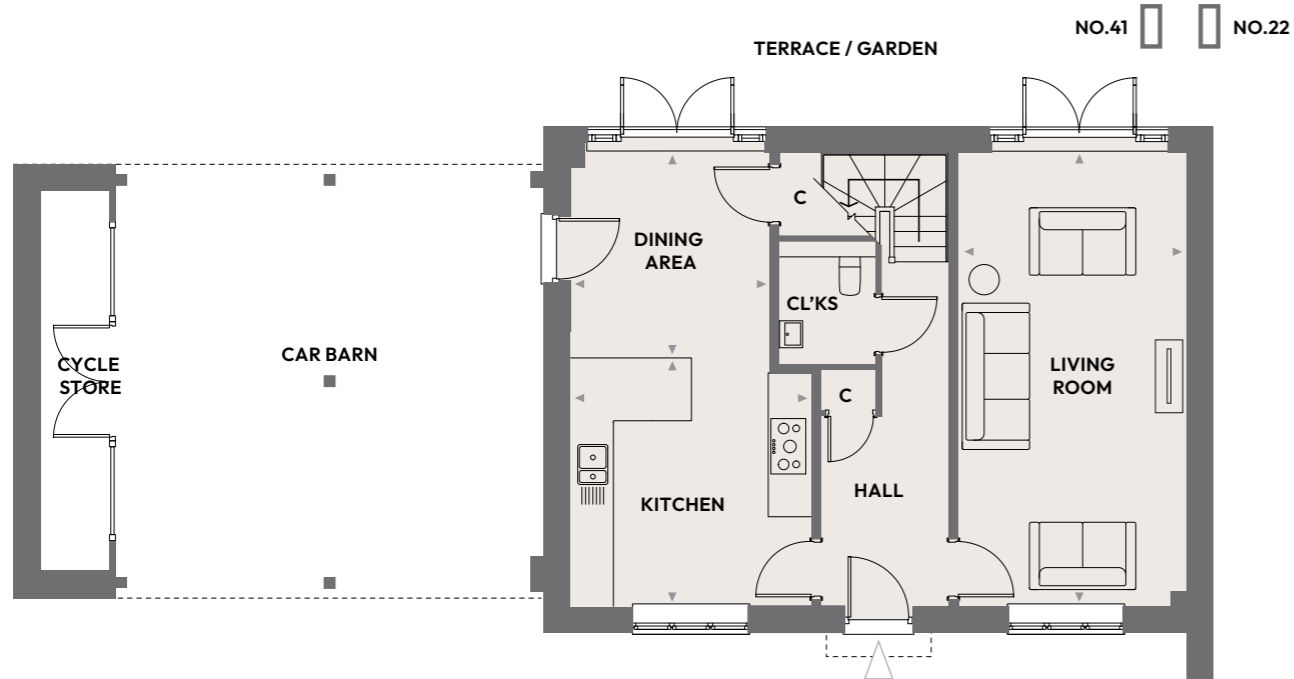 NO.41
NO.22
TERRACE / GARDEN
C
DINING
AREA
CL’KS
CAR BARN
CYCLE
STORE
LIVING
ROOM
C
HALL
KITCHEN